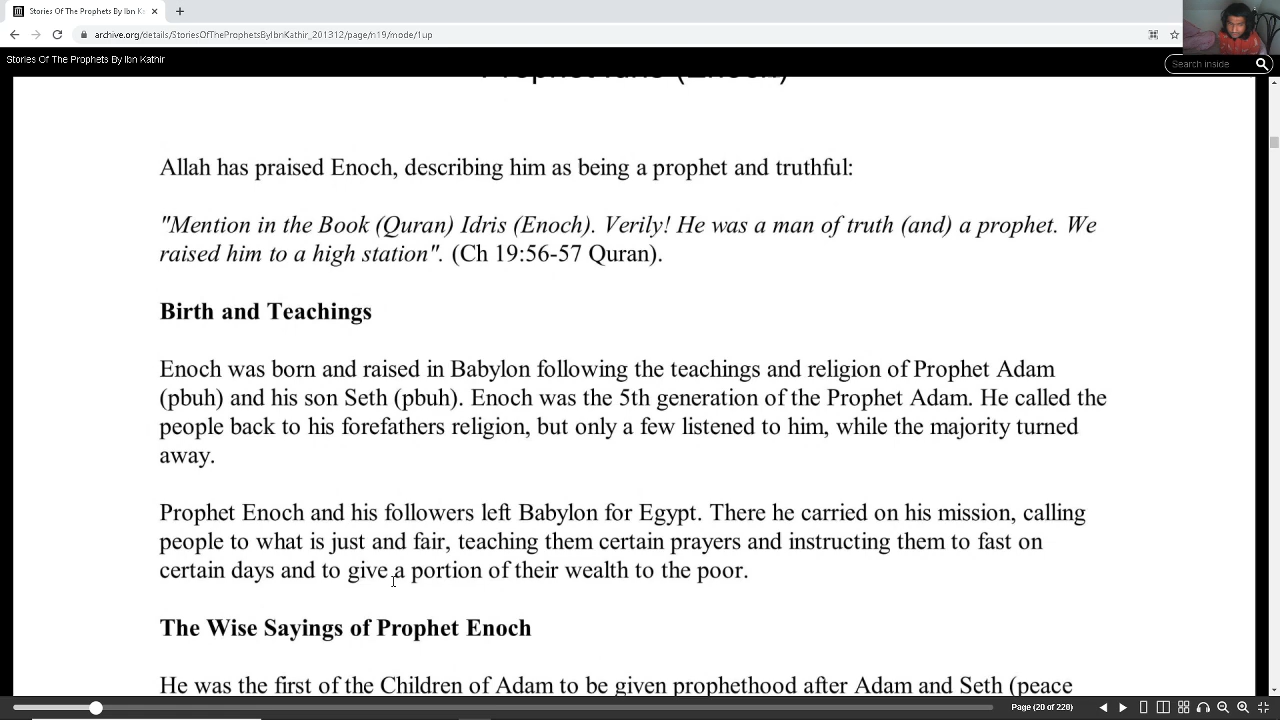 Stories Of The Prophets By Ibn K
archive.org/details/StoriesOfTheProphetsByIbnKathir_201312/page/n19/mode/1up
Stories Of The Prophets By Ibn Kathir
Search inside
Allah has praised Enoch, describing him as being a prophet and truthful:
"Mention in the Book (Quran) Idris (Enoch). Verily! He was a man of truth (and) a prophet. We
raised him to a high station". (Ch 19:56-57 Quran).
Birth and Teachings
Enoch was born and raised in Babylon following the teachings and religion of Prophet Adam
(pbuh) and his son Seth (pbuh). Enoch was the 5th generation of the Prophet Adam. He called the
people back to his forefathers religion, but only a few listened to him, while the majority turned
away.
Prophet Enoch and his followers left Babylon for Egypt. There he carried on his mission, calling
people to what is just and fair, teaching them certain prayers and instructing them to fast on
certain days and to give a portion of their wealth to the poor.
The Wise Sayings of Prophet Enoch
He was the first of the Children of Adam to be given prophethood after Adam and Seth (peace
Page (20 of 228)